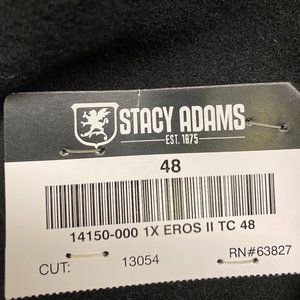 STACY ADAMS
EST. 1875
48
14150-000 1X EROS II TC 48
CUT: 13054 RN#63827